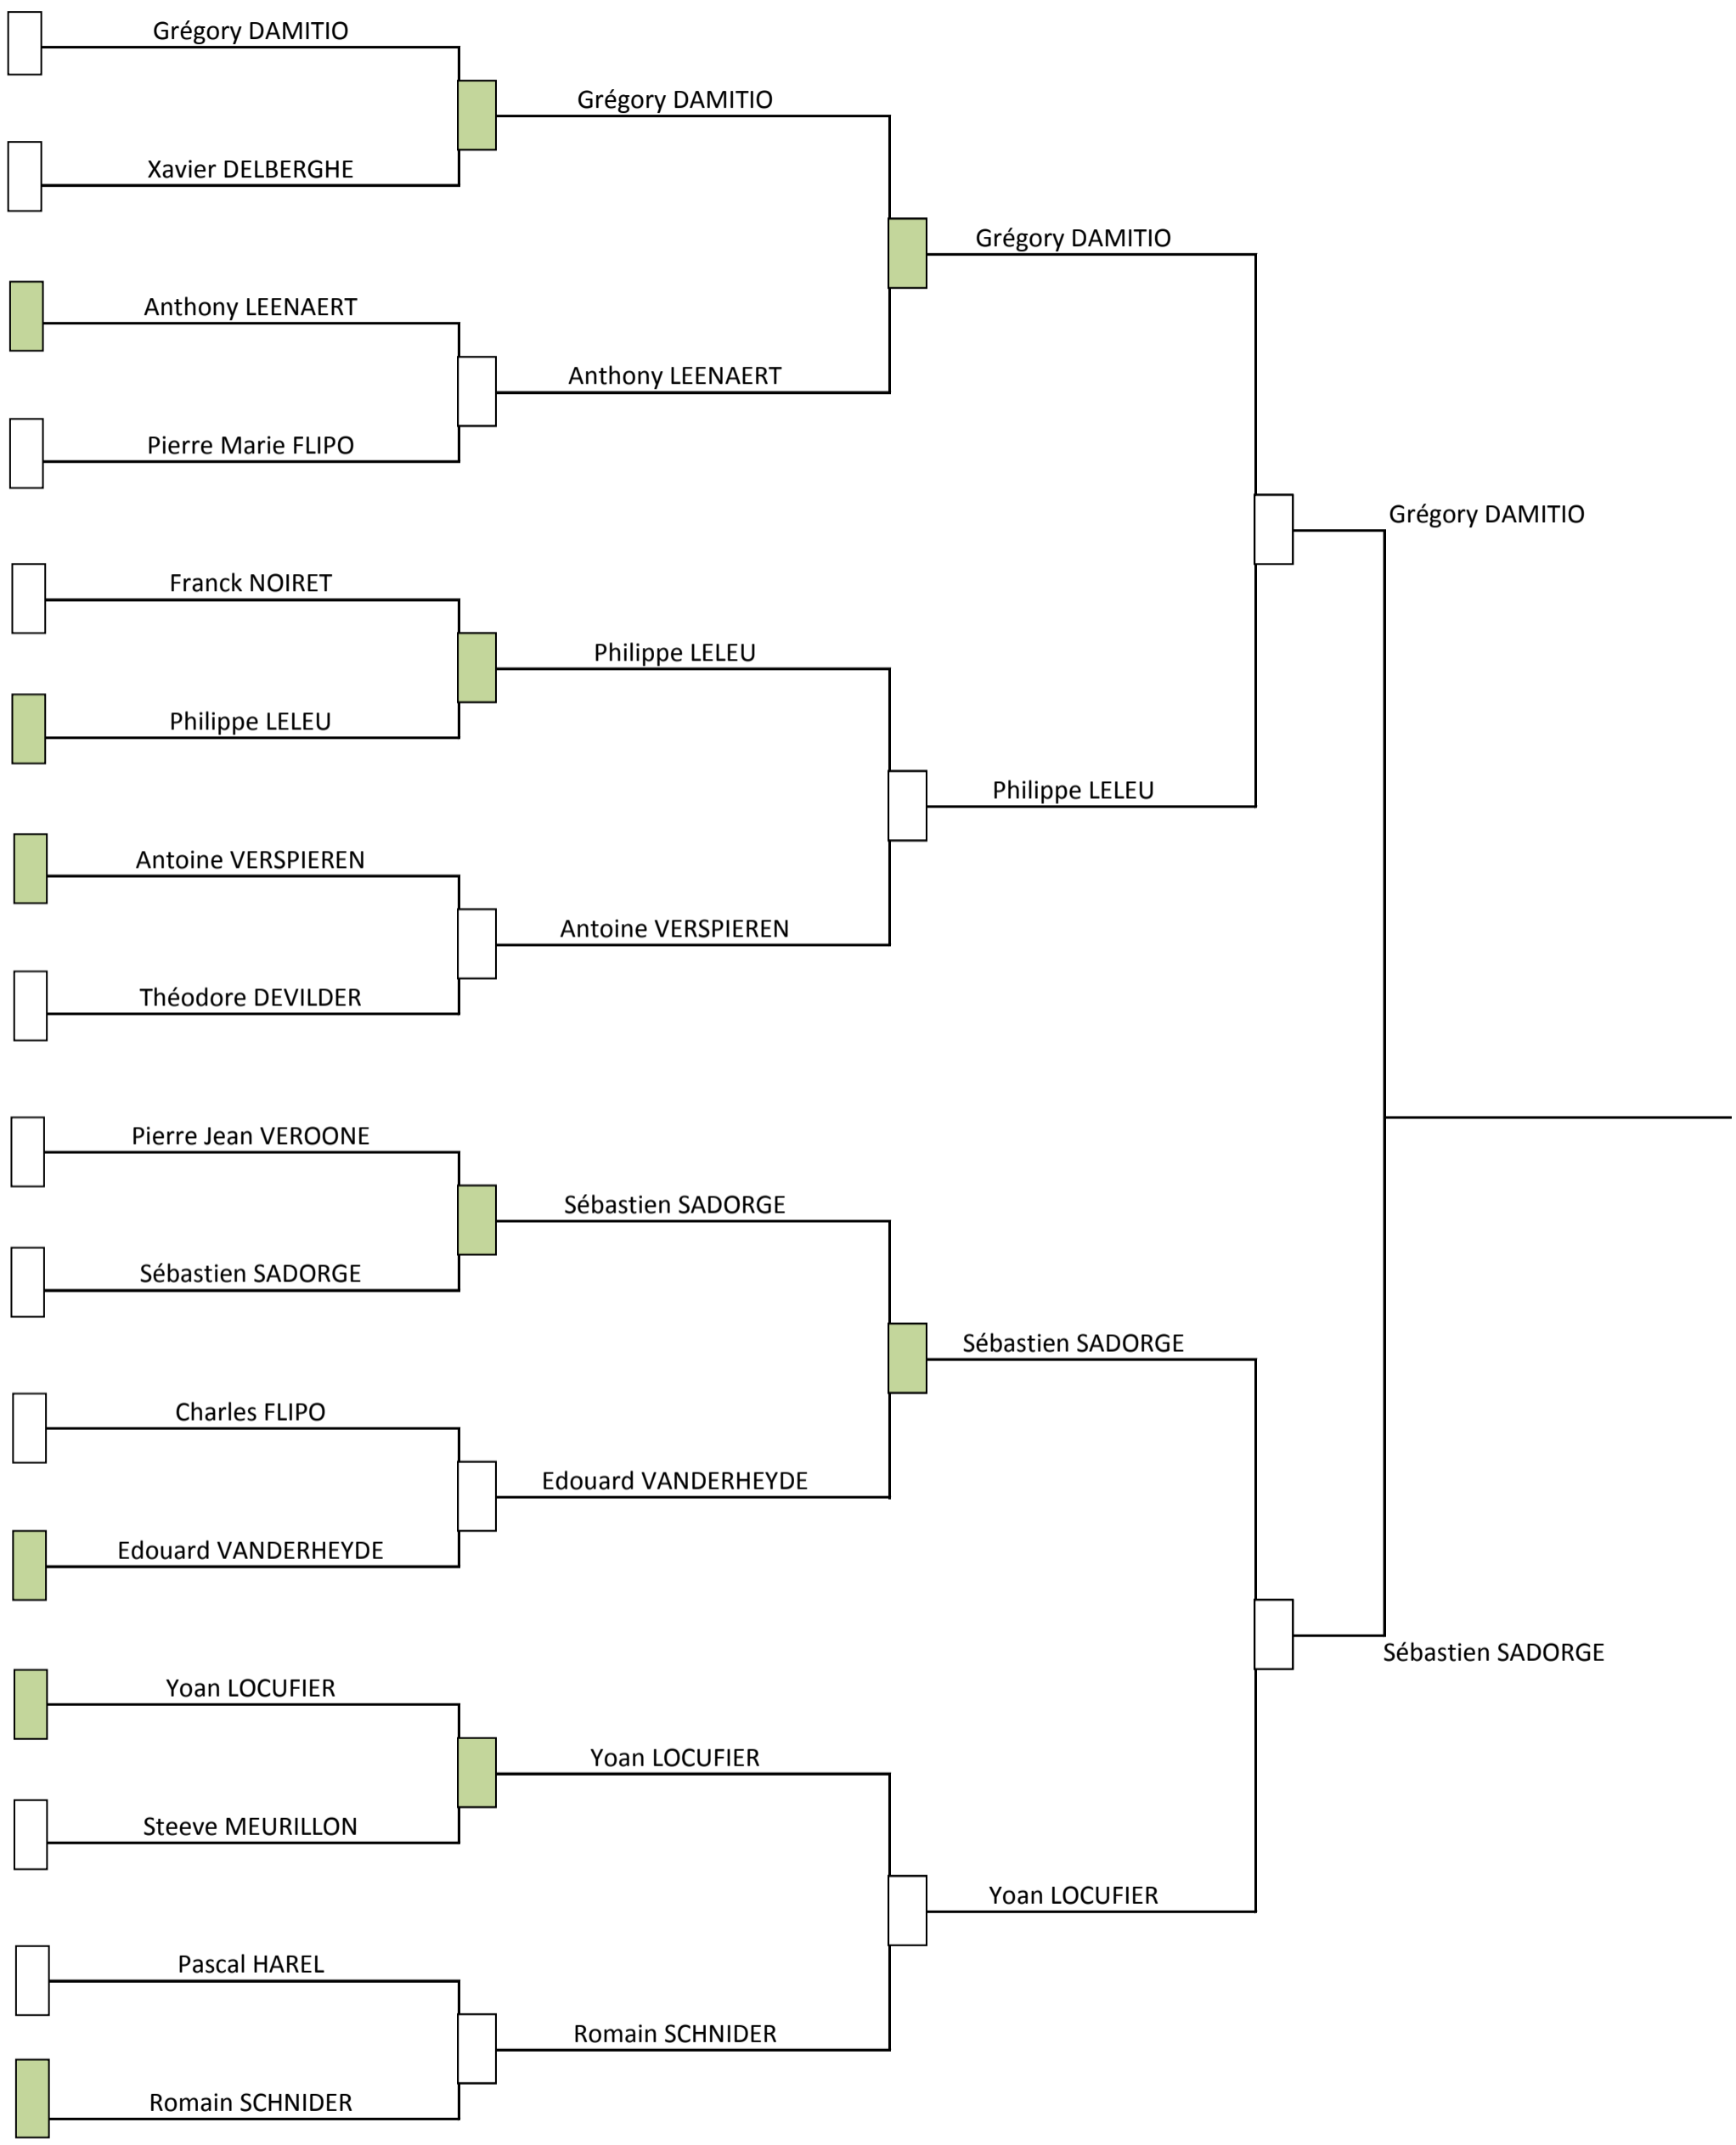 Grégory DAMITIO
Grégory DAMITIO
Xavier DELBERGHE
Grégory DAMITIO
Anthony LEENAERT
Anthony LEENAERT
Pierre Marie FLIPO
Grégory DAMITIO
Franck NOIRET
Philippe LELEU
Philippe LELEU
Philippe LELEU
Antoine VERSPIEREN
Antoine VERSPIEREN
Théodore DEVILDER
Pierre Jean VEROONE
Sébastien SADORGE
Sébastien SADORGE
Sébastien SADORGE
Charles FLIPO
Edouard VANDERHEYDE
Edouard VANDERHEYDE
Sébastien SADORGE
Yoan LOCUFIER
Yoan LOCUFIER
Steeve MEURILLON
Yoan LOCUFIER
Pascal HAREL
Romain SCHNIDER
Romain SCHNIDER